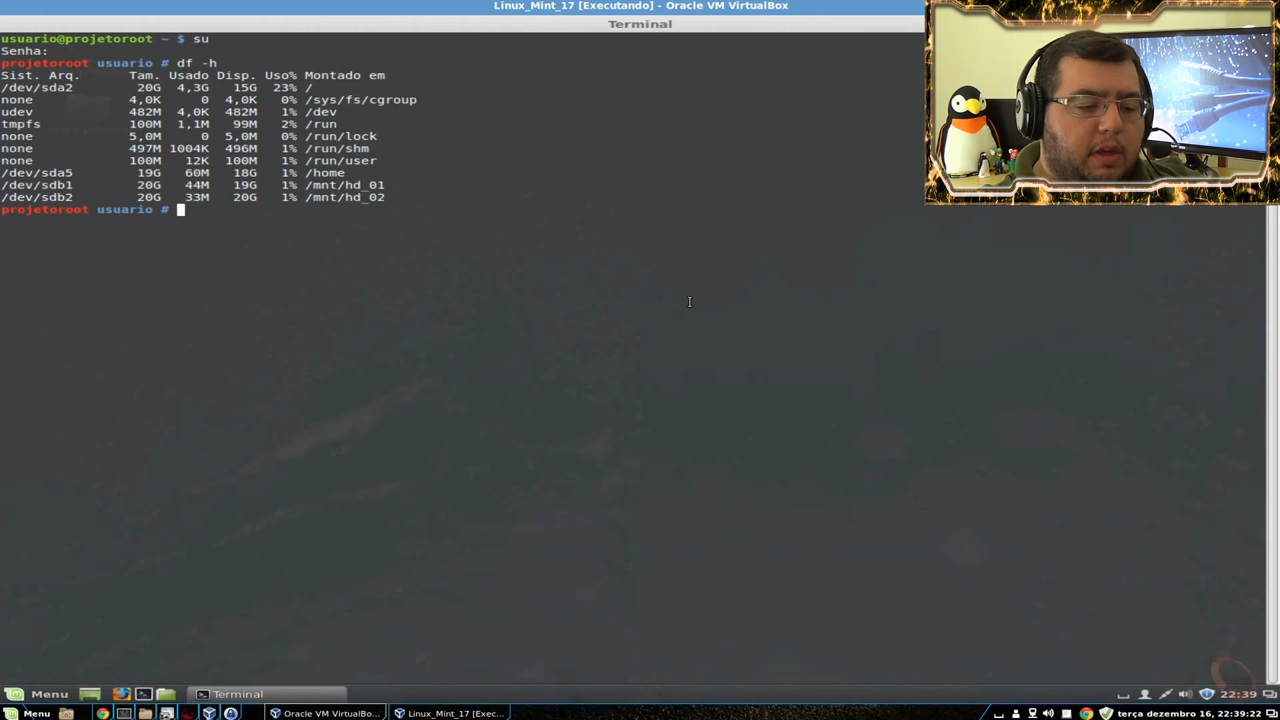 Linux_Mint_17 [Executando] - Oracle VM VirtualBox
Terminal
usuario@projetoroot ~ $ su
Senha:
projetoroot usuario # df -h
Sist. Arq. Tam. Usado Disp. Uso% Montado em
/dev/sda2 20G 4,3G 15G 23% /
none 4,0K 0 4,0K 0% /sys/fs/cgroup
udev 482M 4,0K 482M 1% /dev
tmpfs 100M 1,1M 99M 2% /run
none 5,0M 0 5,0M 0% /run/lock
none 497M 1004K 496M 1% /run/shm
none 100M 12K 100M 1% /run/user
/dev/sda5 19G 60M 18G 1% /home
/dev/sdb1 20G 44M 19G 1% /mnt/hd_01
/dev/sdb2 20G 33M 20G 1% /mnt/hd_02
projetoroot usuario #
Menu Terminal 22:39
Menu Oracle VM VirtualBo... Linux_Mint_17 [Exec... terça dezembro 16, 22:39:22